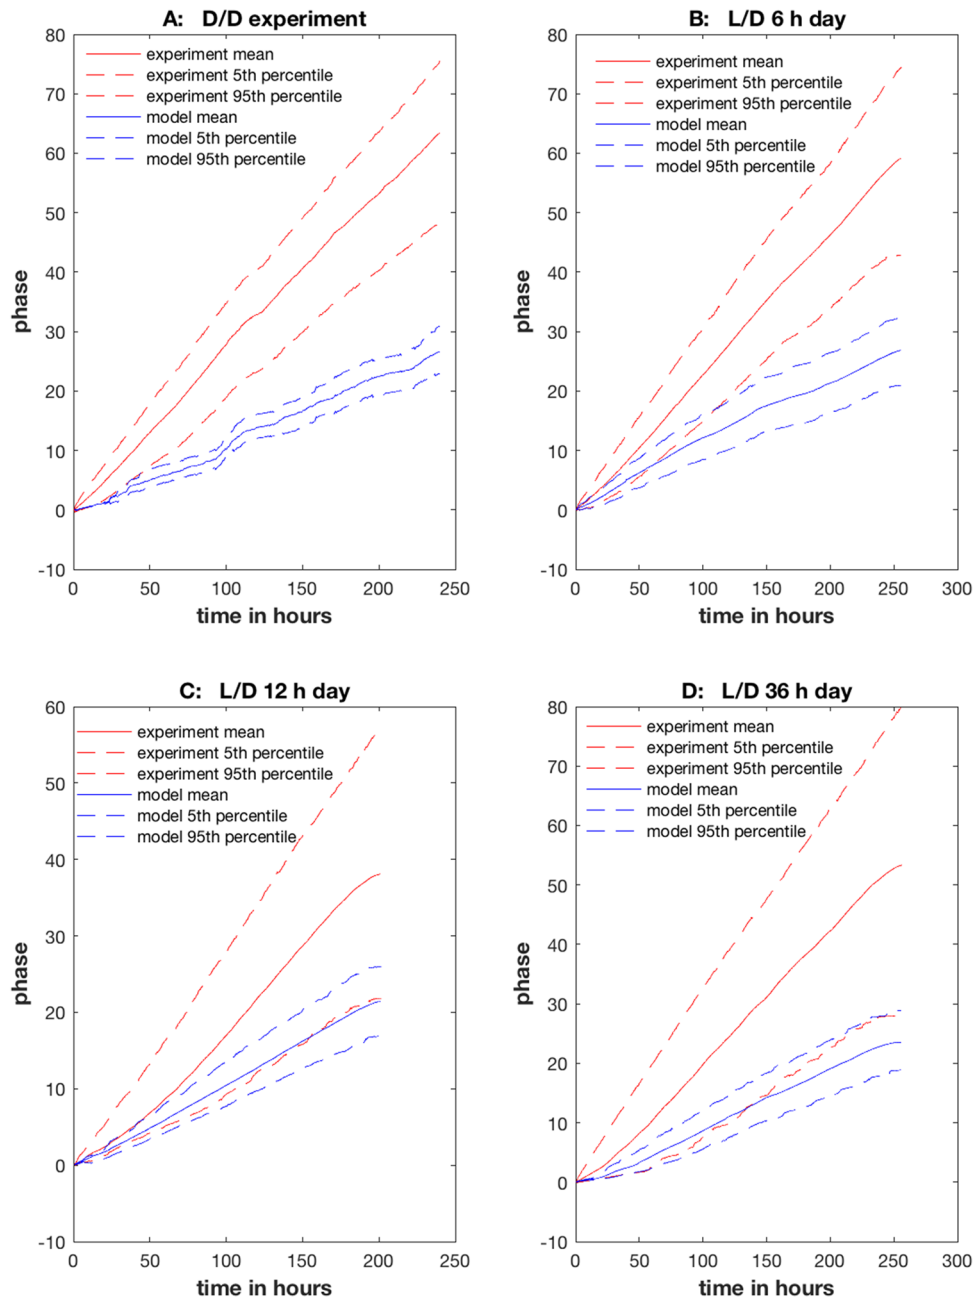 A: D/D experiment
80
70
60
50
40
30
20
10
0
-10
phase
experiment mean
experiment 5th percentile
experiment 95th percentile
model mean
model 5th percentile
model 95th percentile
0 50 100 150 200 250
time in hours
B: L/D 6 h day
80
70
60
50
40
30
20
10
0
-10
phase
experiment mean
experiment 5th percentile
experiment 95th percentile
model mean
model 5th percentile
model 95th percentile
0 50 100 150 200 250 300
time in hours
C: L/D 12 h day
60
50
40
30
20
10
0
-10
phase
experiment mean
experiment 5th percentile
experiment 95th percentile
model mean
model 5th percentile
model 95th percentile
0 50 100 150 200 250
time in hours
D: L/D 36 h day
80
70
60
50
40
30
20
10
0
-10
phase
experiment mean
experiment 5th percentile
experiment 95th percentile
model mean
model 5th percentile
model 95th percentile
0 50 100 150 200 250 300
time in hours